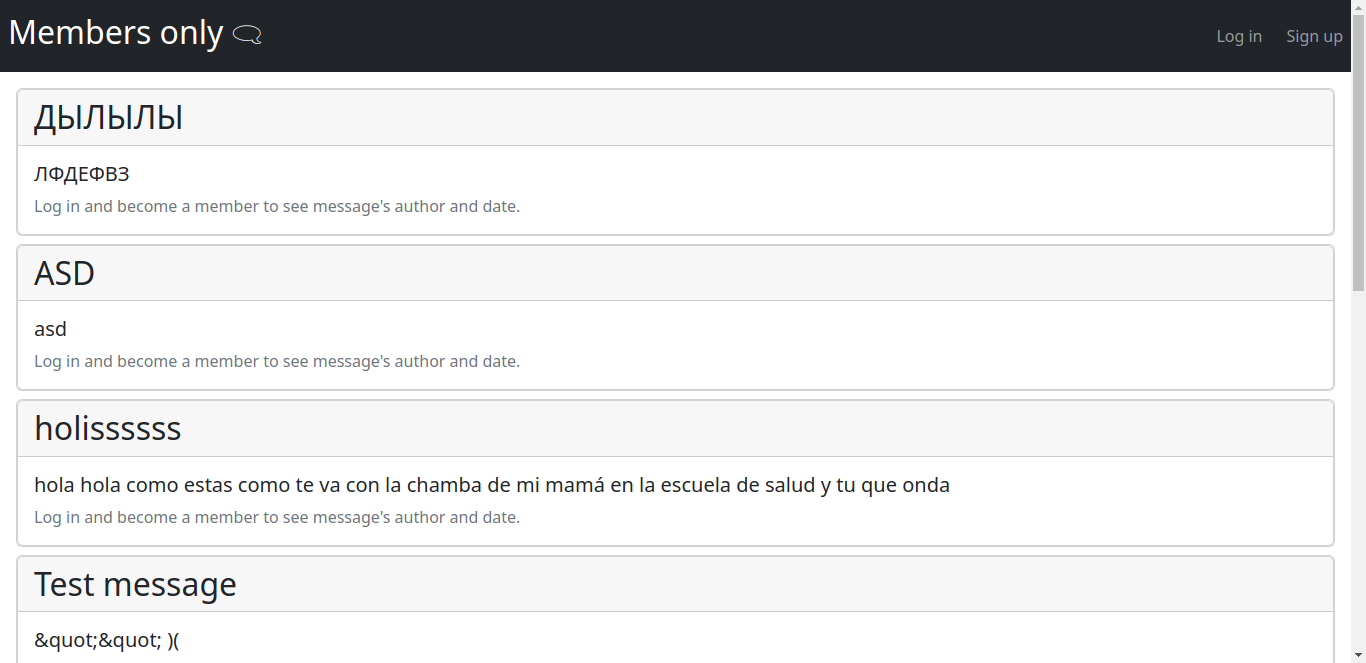 Members only
Log in
Sign up
ДЫЛЫЛЫ
ЛФДЕФВЗ
Log in and become a member to see message's author and date.
ASD
asd
Log in and become a member to see message's author and date.
holissssss
hola hola como estas como te va con la chamba de mi mamá en la escuela de salud y tu que onda
Log in and become a member to see message's author and date.
Test message
&quot;&quot; )(